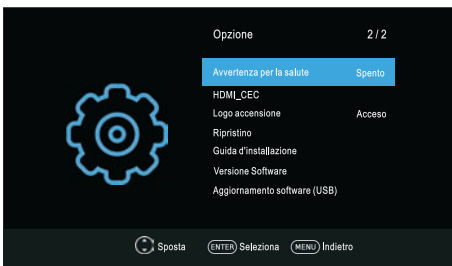 Opzione 2 / 2
Avvertenza per la salute Spento
HDMI_CEC
Logo accensione Acceso
Ripristino
Guida d'installazione
Versione Software
Aggiornamento software (USB)
Sposta ENTER Seleziona MENU Indietro